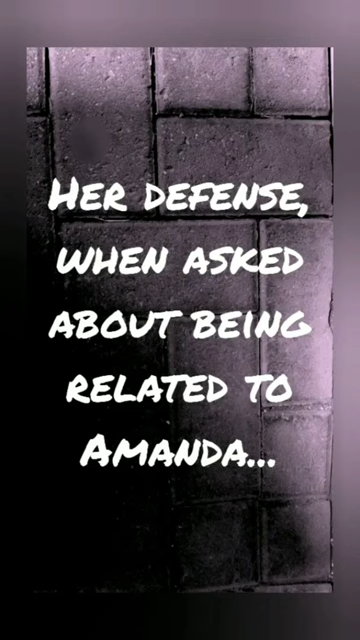 Her defense,
when asked
about being
related to
Amanda...